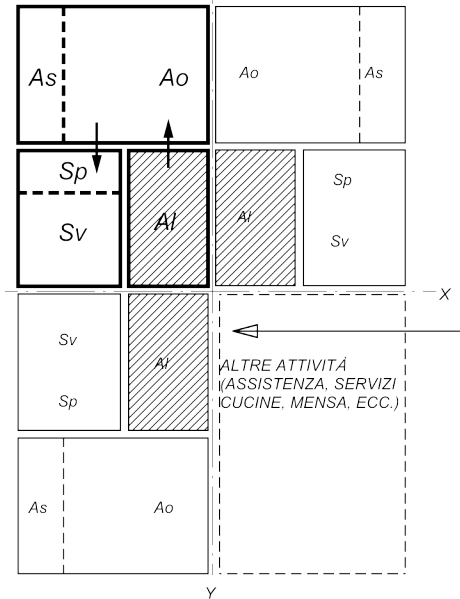 As Ao
Ao As
Sp
Sv
Al
Al
Sp
Sv
X
Sv
Sp
Al
ALTRE ATTIVITÀ
(ASSISTENZA, SERVIZI
CUCINE, MENSA, ECC.)
As Ao
Y